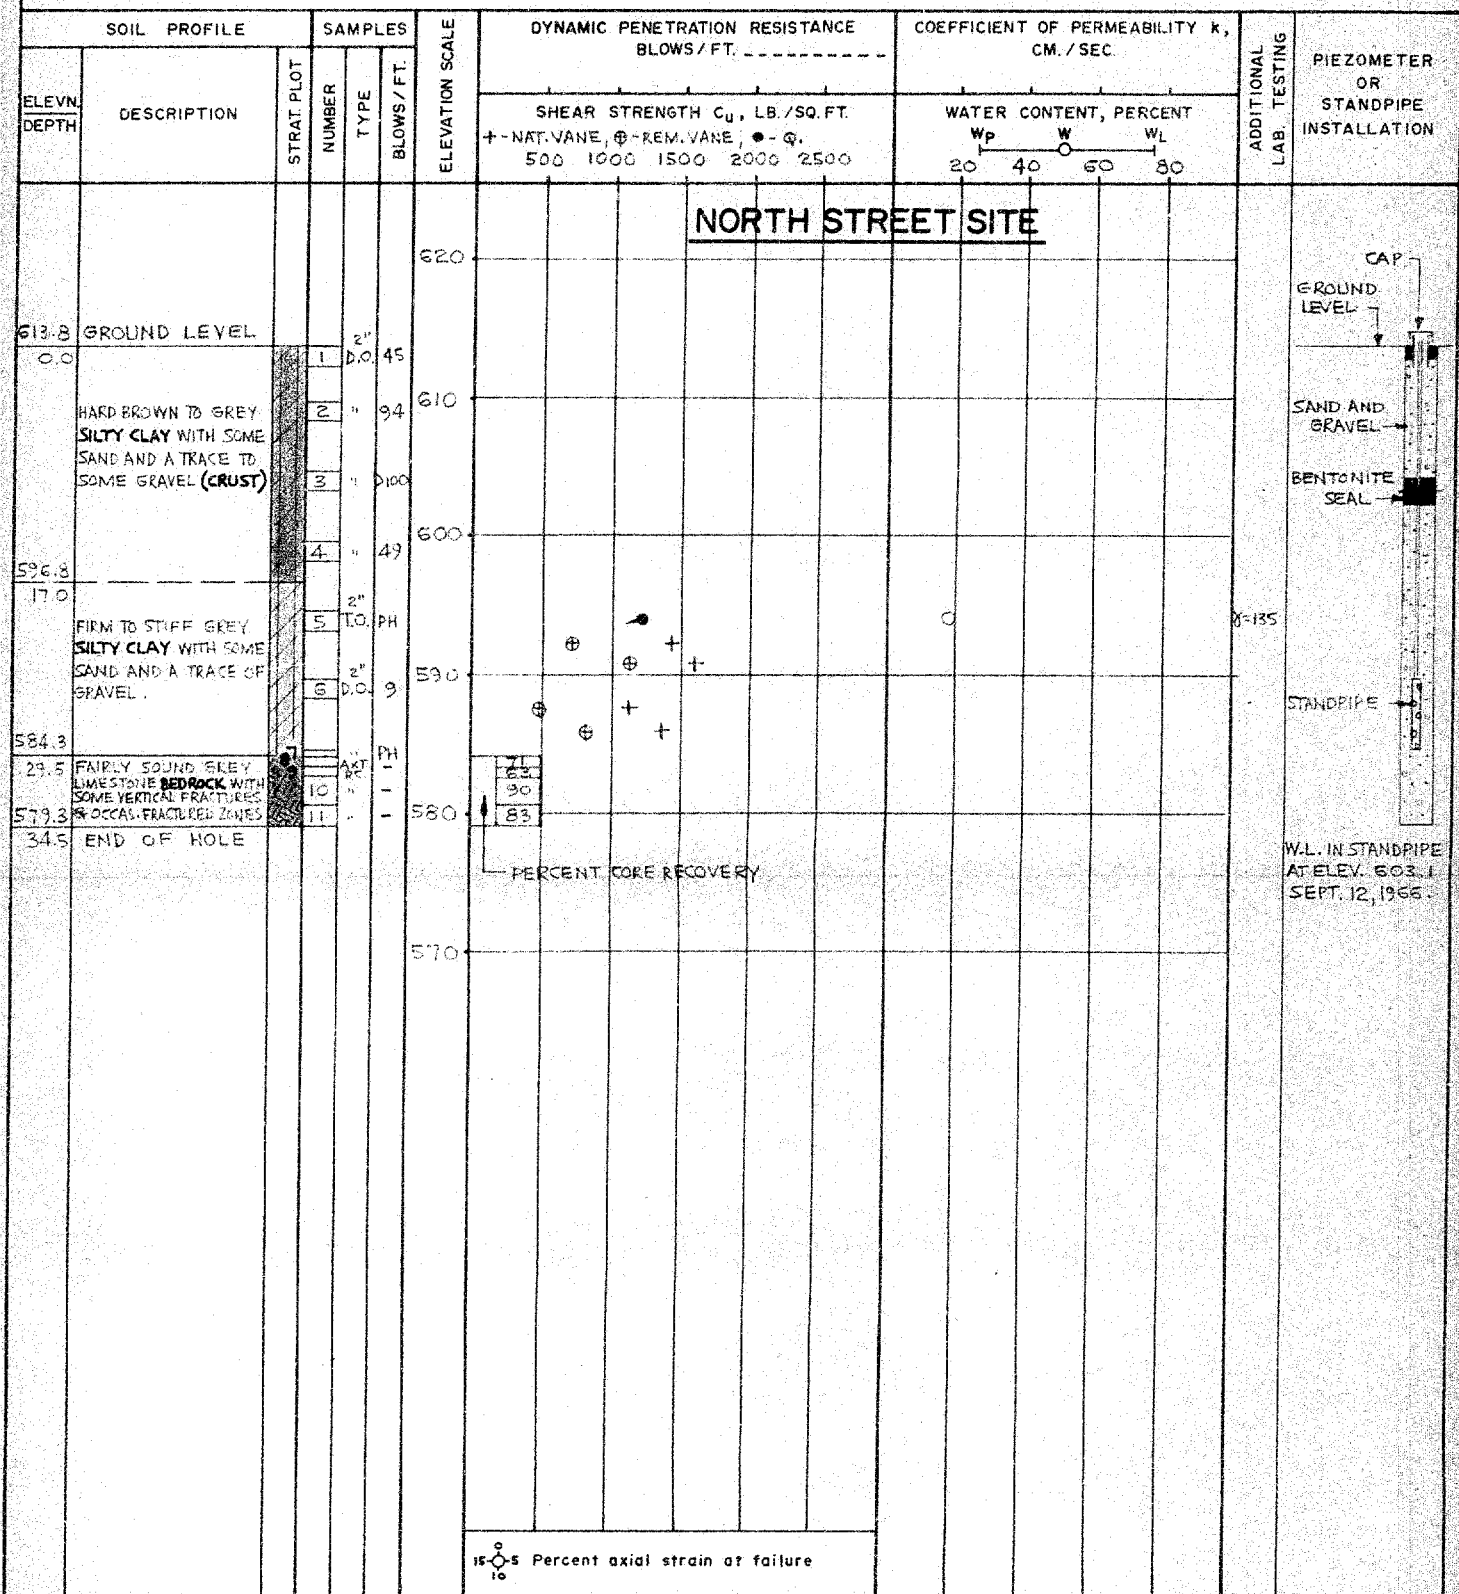 SOIL PROFILE
SAMPLES
ELEVATION SCALE
DYNAMIC PENETRATION RESISTANCE
BLOWS/FT. -----------
COEFFICIENT OF PERMEABILITY k,
CM./SEC.
ADDITIONAL
LAB. TESTING
PIEZOMETER
OR
STANDPIPE
INSTALLATION
ELEVN.
DEPTH
DESCRIPTION
STRAT. PLOT
NUMBER
TYPE
BLOWS / FT.
SHEAR STRENGTH Cu, LB./SQ.FT.
+-NAT.VANE, ⊕-REM.VANE, ●-Q.
500 1000 1500 2000 2500
WATER CONTENT, PERCENT
Wp W WL
20 40 60 80
NORTH STREET SITE
620
CAP
GROUND
LEVEL
613.8 GROUND LEVEL
0.0
1 2" D.O. 45
HARD BROWN TO GREY
SILTY CLAY WITH SOME
SAND AND A TRACE TO
SOME GRAVEL (CRUST)
2 " 94
610
SAND AND
GRAVEL
3 " >100
BENTONITE
SEAL
600
4 " 49
596.8
17.0
FIRM TO STIFF GREY
SILTY CLAY WITH SOME
SAND AND A TRACE OF
GRAVEL.
5 2" T.O. PH
γ=135
590
6 2" D.O. 9
STANDPIPE
584.3
29.5
7 " PH
FAIRLY SOUND GREY
LIMESTONE BEDROCK WITH
SOME VERTICAL FRACTURES
& OCCAS. FRACTURED ZONES
AXT RC -
10 " -
11 " -
71
63
90
83
580
579.3
34.5 END OF HOLE
PERCENT CORE RECOVERY
W.L. IN STANDPIPE
AT ELEV. 603.1
SEPT. 12, 1966.
570
0
15 5 Percent axial strain at failure
10